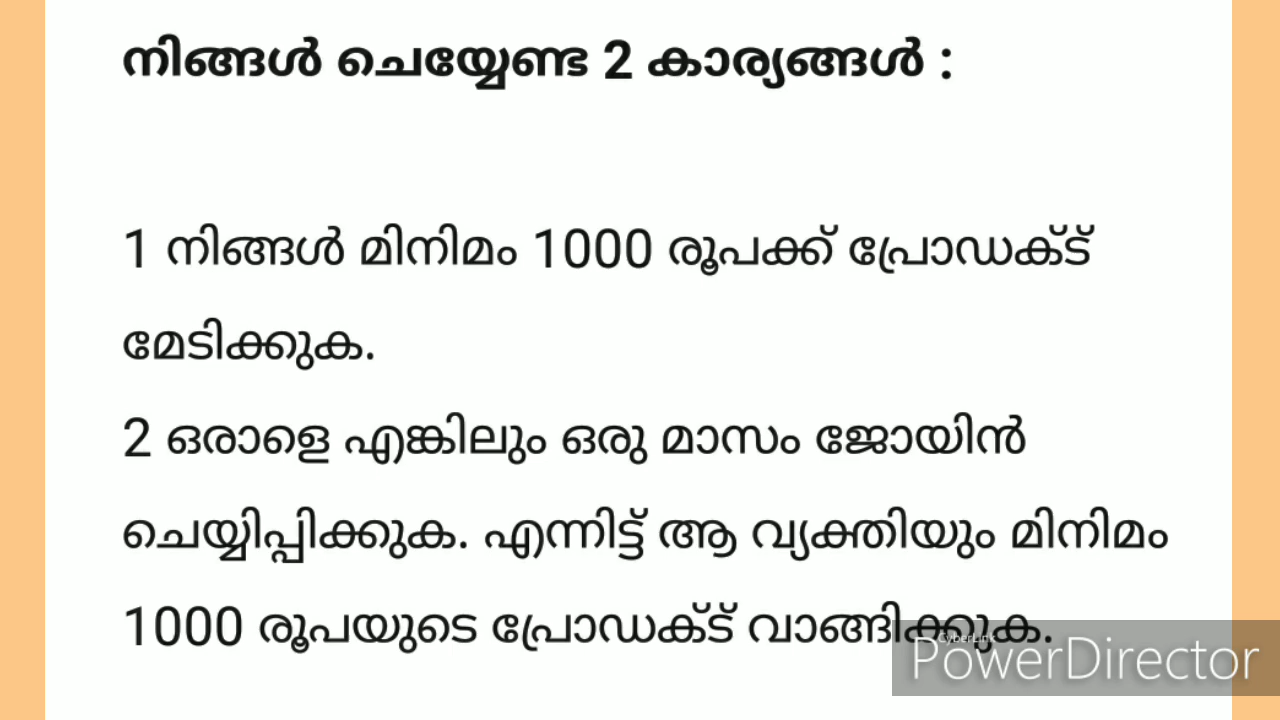 നിങ്ങൾ ചെയ്യേണ്ട 2 കാര്യങ്ങൾ :
1 നിങ്ങൾ മിനിമം 1000 രൂപക്ക് പ്രോഡക്ട്
മേടിക്കുക.
2 ഒരാളെ എങ്കിലും ഒരു മാസം ജോയിൻ
ചെയ്യിപ്പിക്കുക. എന്നിട്ട് ആ വ്യക്തിയും മിനിമം
1000 രൂപയുടെ പ്രോഡക്ട് വാങ്ങിക്കുക.
CyberLink
PowerDirector